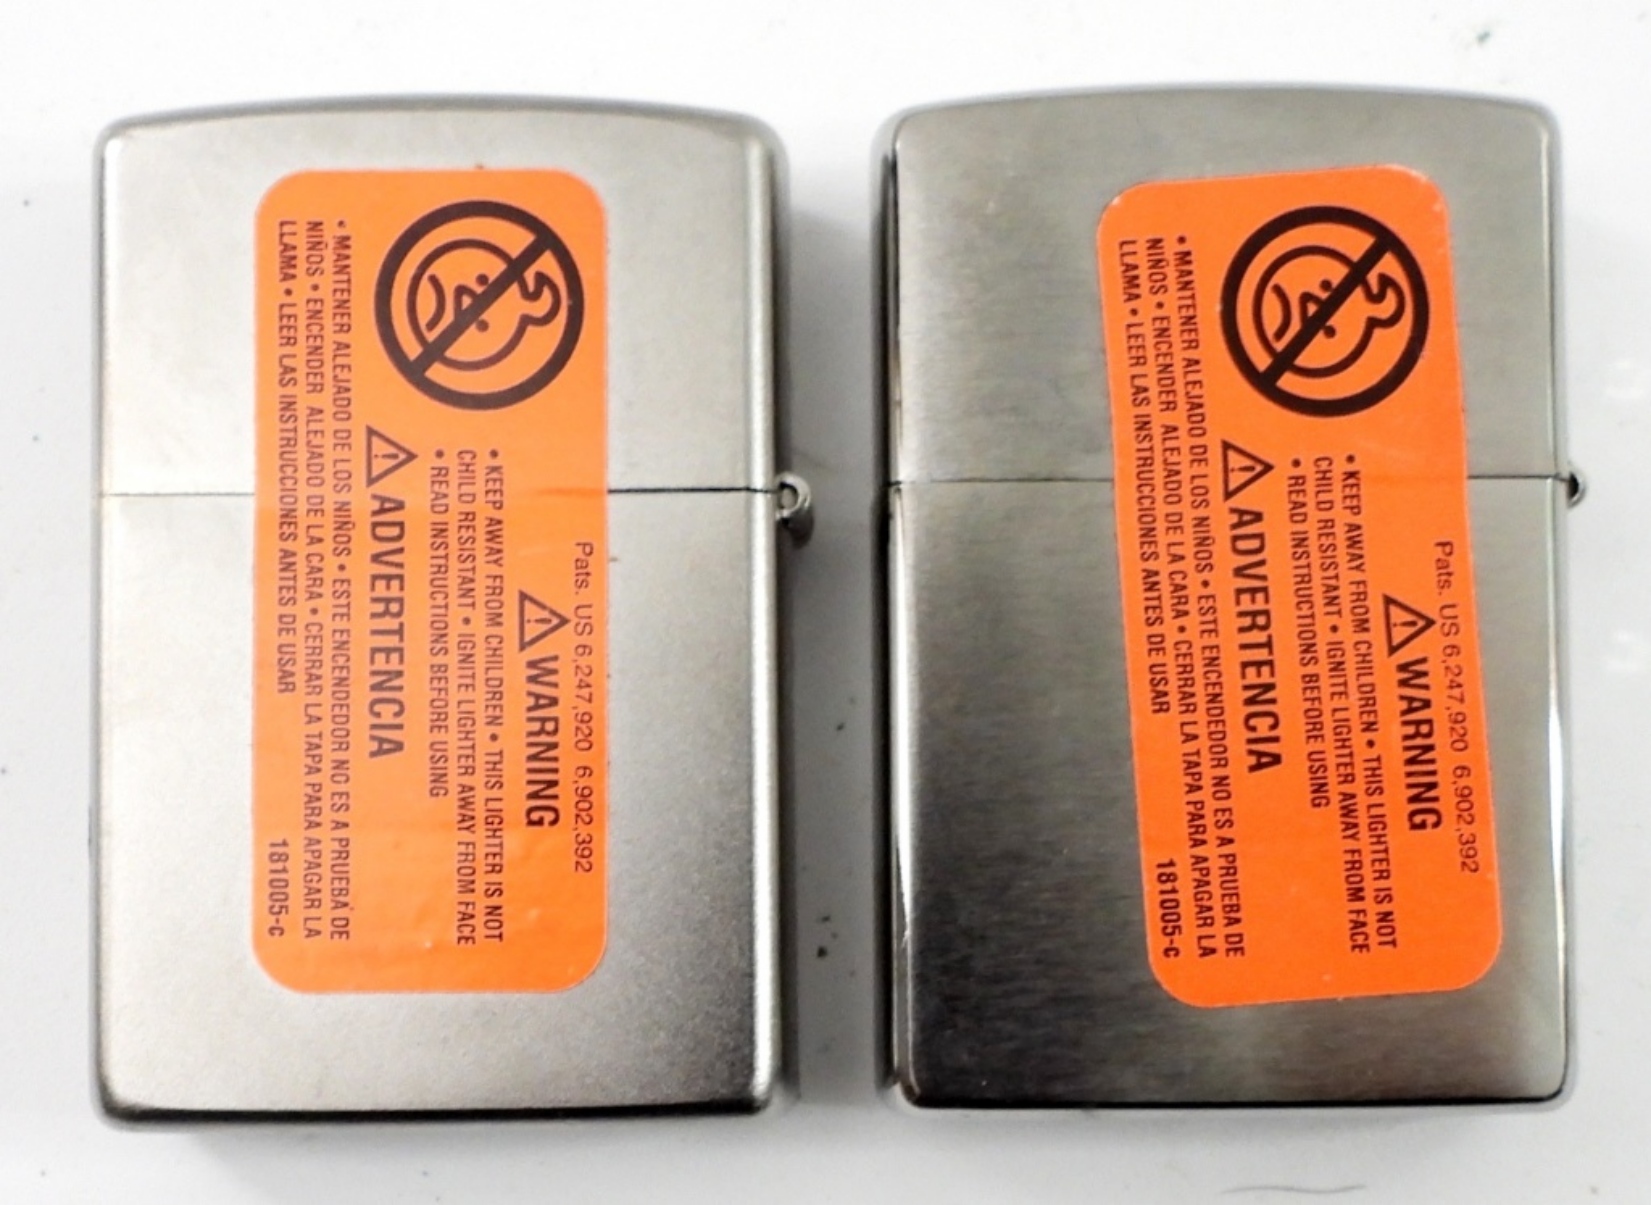 Pats. US 6,247,920 6,902,392
WARNING
• KEEP AWAY FROM CHILDREN • THIS LIGHTER IS NOT
CHILD RESISTANT • IGNITE LIGHTER AWAY FROM FACE
• READ INSTRUCTIONS BEFORE USING
ADVERTENCIA
• MANTENER ALEJADO DE LOS NIÑOS • ESTE ENCENDEDOR NO ES A PRUEBA DE
NIÑOS • ENCENDER ALEJADO DE LA CARA • CERRAR LA TAPA PARA APAGAR LA
LLAMA • LEER LAS INSTRUCCIONES ANTES DE USAR 181005-c
Pats. US 6,247,920 6,902,392
WARNING
• KEEP AWAY FROM CHILDREN • THIS LIGHTER IS NOT
CHILD RESISTANT • IGNITE LIGHTER AWAY FROM FACE
• READ INSTRUCTIONS BEFORE USING
ADVERTENCIA
• MANTENER ALEJADO DE LOS NIÑOS • ESTE ENCENDEDOR NO ES A PRUEBA DE
NIÑOS • ENCENDER ALEJADO DE LA CARA • CERRAR LA TAPA PARA APAGAR LA
LLAMA • LEER LAS INSTRUCCIONES ANTES DE USAR 181005-c